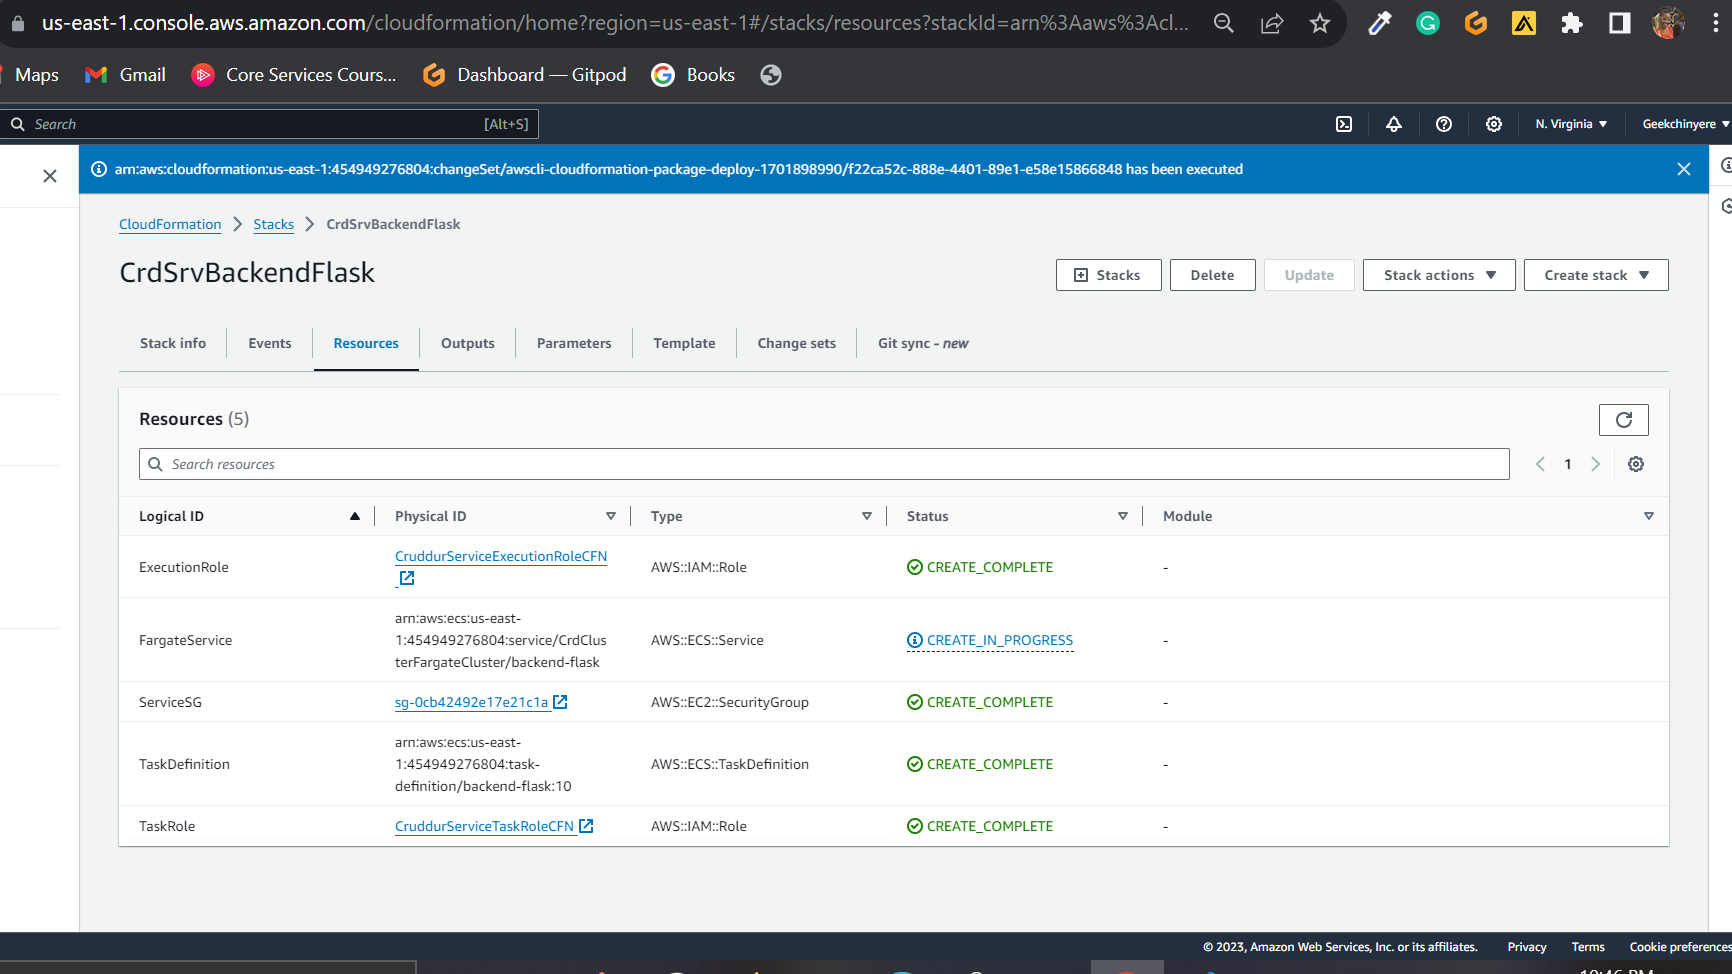 us-east-1.console.aws.amazon.com/cloudformation/home?region=us-east-1#/stacks/resources?stackId=arn%3Aaws%3Acl...
Maps Gmail Core Services Cours... Dashboard — Gitpod Books
Search [Alt+S] N. Virginia Geekchinyere
arn:aws:cloudformation:us-east-1:454949276804:changeSet/awscli-cloudformation-package-deploy-1701898990/f22ca52c-888e-4401-89e1-e58e15866848 has been executed
CloudFormation > Stacks > CrdSrvBackendFlask
CrdSrvBackendFlask
Stacks Delete Update Stack actions Create stack
Stack info Events Resources Outputs Parameters Template Change sets Git sync - new
Resources (5)
Search resources 1
Logical ID Physical ID Type Status Module
ExecutionRole CruddurServiceExecutionRoleCFN AWS::IAM::Role CREATE_COMPLETE -
FargateService arn:aws:ecs:us-east-
1:454949276804:service/CrdClus
terFargateCluster/backend-flask AWS::ECS::Service CREATE_IN_PROGRESS -
ServiceSG sg-0cb42492e17e21c1a AWS::EC2::SecurityGroup CREATE_COMPLETE -
TaskDefinition arn:aws:ecs:us-east-
1:454949276804:task-
definition/backend-flask:10 AWS::ECS::TaskDefinition CREATE_COMPLETE -
TaskRole CruddurServiceTaskRoleCFN AWS::IAM::Role CREATE_COMPLETE -
© 2023, Amazon Web Services, Inc. or its affiliates. Privacy Terms Cookie preferences